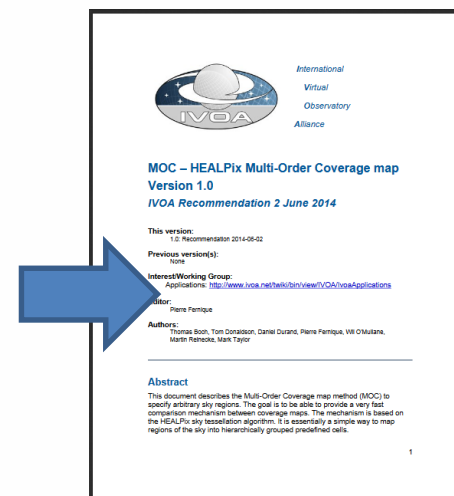 International
Virtual
Observatory
Alliance
IVOA
MOC – HEALPix Multi-Order Coverage map
Version 1.0
IVOA Recommendation 2 June 2014
This version:
1.0: Recommendation 2014-06-02
Previous version(s):
None
Interest/Working Group:
Applications: http://www.ivoa.net/twiki/bin/view/IVOA/IvoaApplications
ditor:
Pierre Fernique
Authors:
Thomas Boch, Tom Donaldson, Daniel Durand, Pierre Fernique, Wil O'Mullane,
Martin Reinecke, Mark Taylor
Abstract
This document describes the Multi-Order Coverage map method (MOC) to
specify arbitrary sky regions. The goal is to be able to provide a very fast
comparison mechanism between coverage maps. The mechanism is based on
the HEALPix sky tessellation algorithm. It is essentially a simple way to map
regions of the sky into hierarchically grouped predefined cells.
1